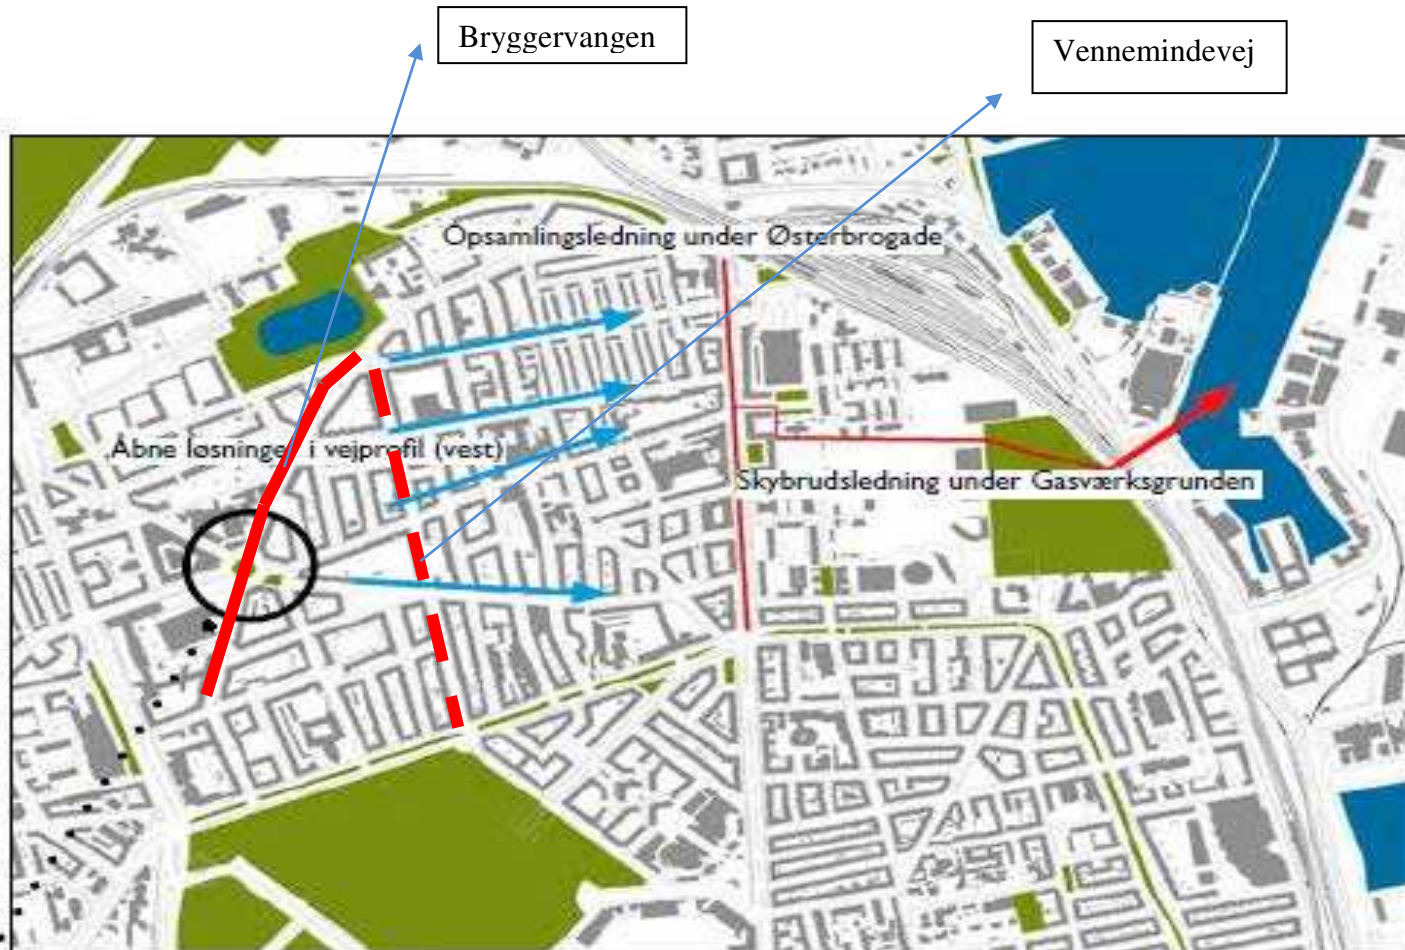 Bryggervangen
Vennemindevej
Opsamlingsledning under Østerbrogade
Åbne løsninger i vejprofil (vest)
Skybrudsledning under Gasværksgrunden